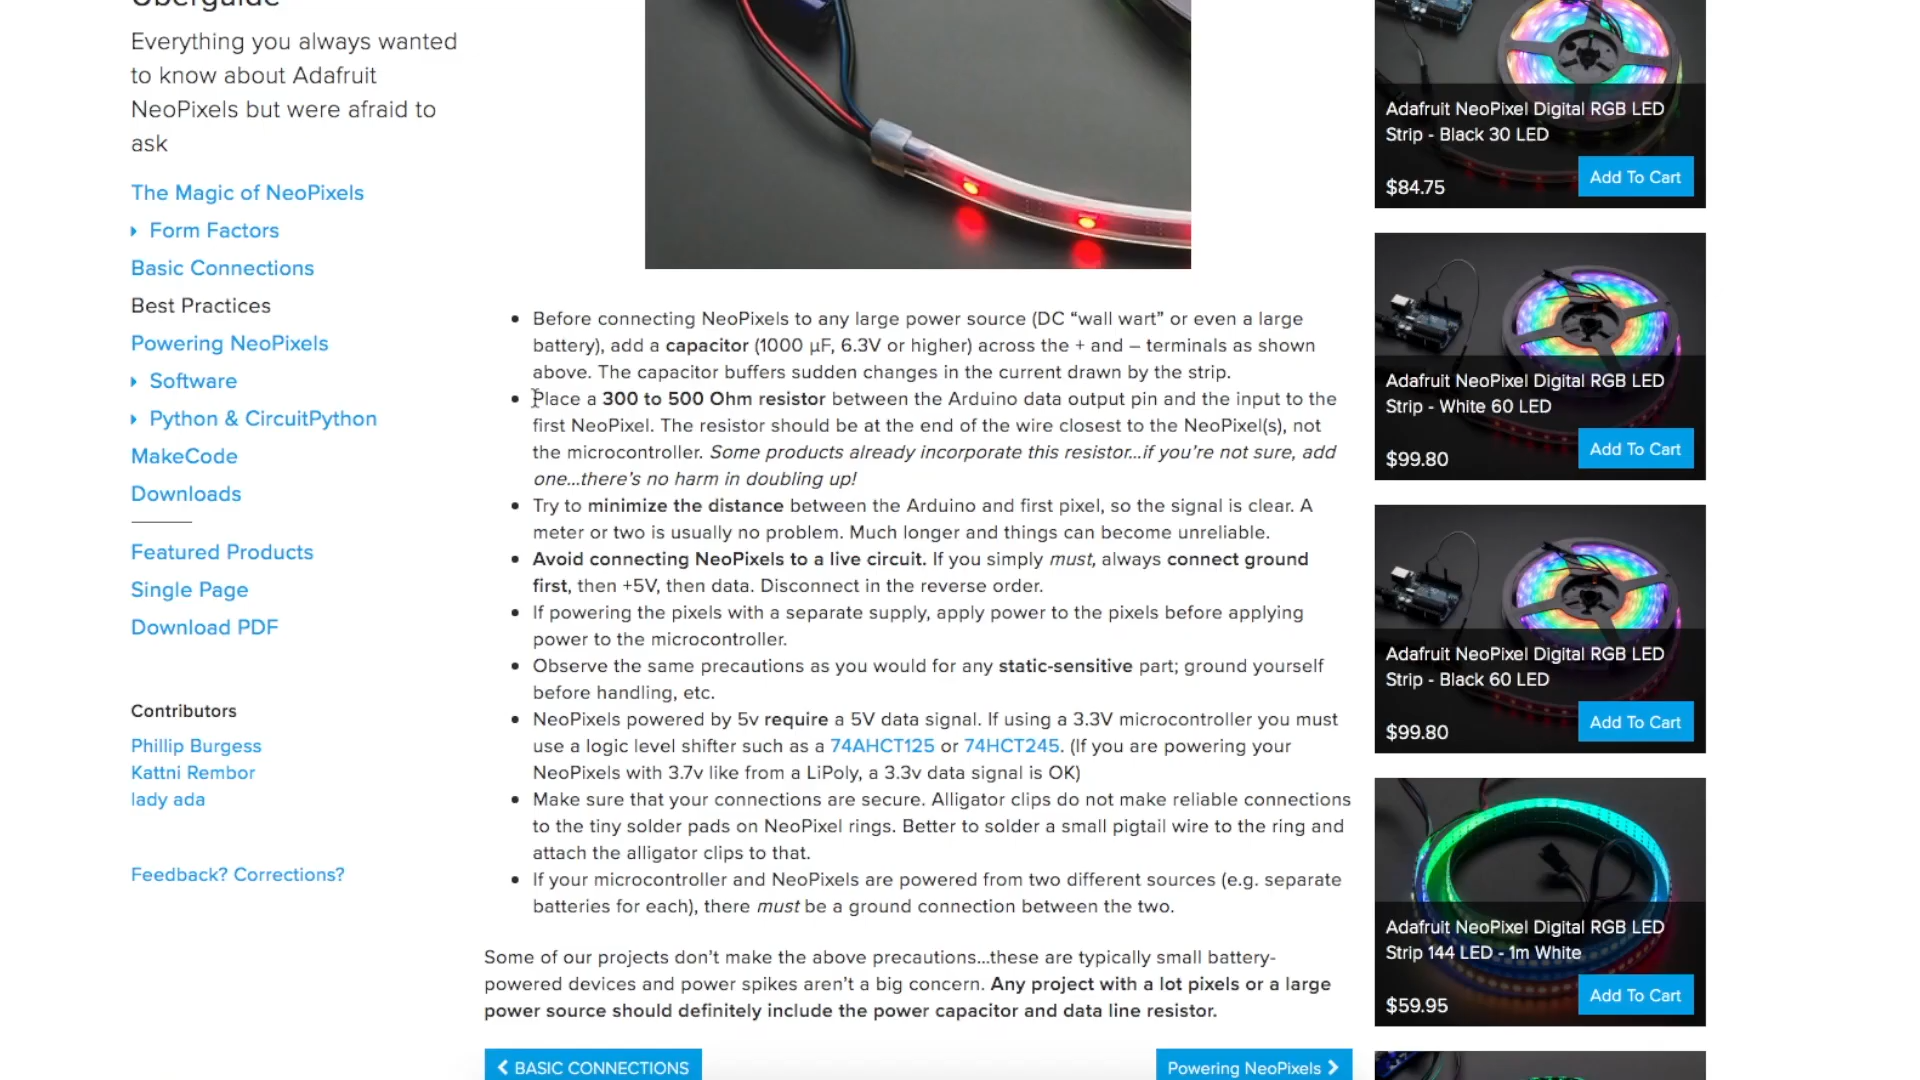 Überguide
Everything you always wanted
to know about Adafruit
NeoPixels but were afraid to
ask
The Magic of NeoPixels
Form Factors
Basic Connections
Best Practices
Powering NeoPixels
Software
Python & CircuitPython
MakeCode
Downloads
Featured Products
Single Page
Download PDF
Contributors
Phillip Burgess
Kattni Rembor
lady ada
Feedback? Corrections?
Before connecting NeoPixels to any large power source (DC “wall wart” or even a large
battery), add a capacitor (1000 µF, 6.3V or higher) across the + and – terminals as shown
above. The capacitor buffers sudden changes in the current drawn by the strip.
Place a 300 to 500 Ohm resistor between the Arduino data output pin and the input to the
first NeoPixel. The resistor should be at the end of the wire closest to the NeoPixel(s), not
the microcontroller. Some products already incorporate this resistor…if you’re not sure, add
one…there’s no harm in doubling up!
Try to minimize the distance between the Arduino and first pixel, so the signal is clear. A
meter or two is usually no problem. Much longer and things can become unreliable.
Avoid connecting NeoPixels to a live circuit. If you simply must, always connect ground
first, then +5V, then data. Disconnect in the reverse order.
If powering the pixels with a separate supply, apply power to the pixels before applying
power to the microcontroller.
Observe the same precautions as you would for any static-sensitive part; ground yourself
before handling, etc.
NeoPixels powered by 5v require a 5V data signal. If using a 3.3V microcontroller you must
use a logic level shifter such as a 74AHCT125 or 74HCT245. (If you are powering your
NeoPixels with 3.7v like from a LiPoly, a 3.3v data signal is OK)
Make sure that your connections are secure. Alligator clips do not make reliable connections
to the tiny solder pads on NeoPixel rings. Better to solder a small pigtail wire to the ring and
attach the alligator clips to that.
If your microcontroller and NeoPixels are powered from two different sources (e.g. separate
batteries for each), there must be a ground connection between the two.
Some of our projects don’t make the above precautions…these are typically small battery-
powered devices and power spikes aren’t a big concern. Any project with a lot pixels or a large
power source should definitely include the power capacitor and data line resistor.
BASIC CONNECTIONS
Powering NeoPixels
Adafruit NeoPixel Digital RGB LED
Strip - Black 30 LED
$84.75
Add To Cart
Adafruit NeoPixel Digital RGB LED
Strip - White 60 LED
$99.80
Add To Cart
Adafruit NeoPixel Digital RGB LED
Strip - Black 60 LED
$99.80
Add To Cart
Adafruit NeoPixel Digital RGB LED
Strip 144 LED - 1m White
$59.95
Add To Cart